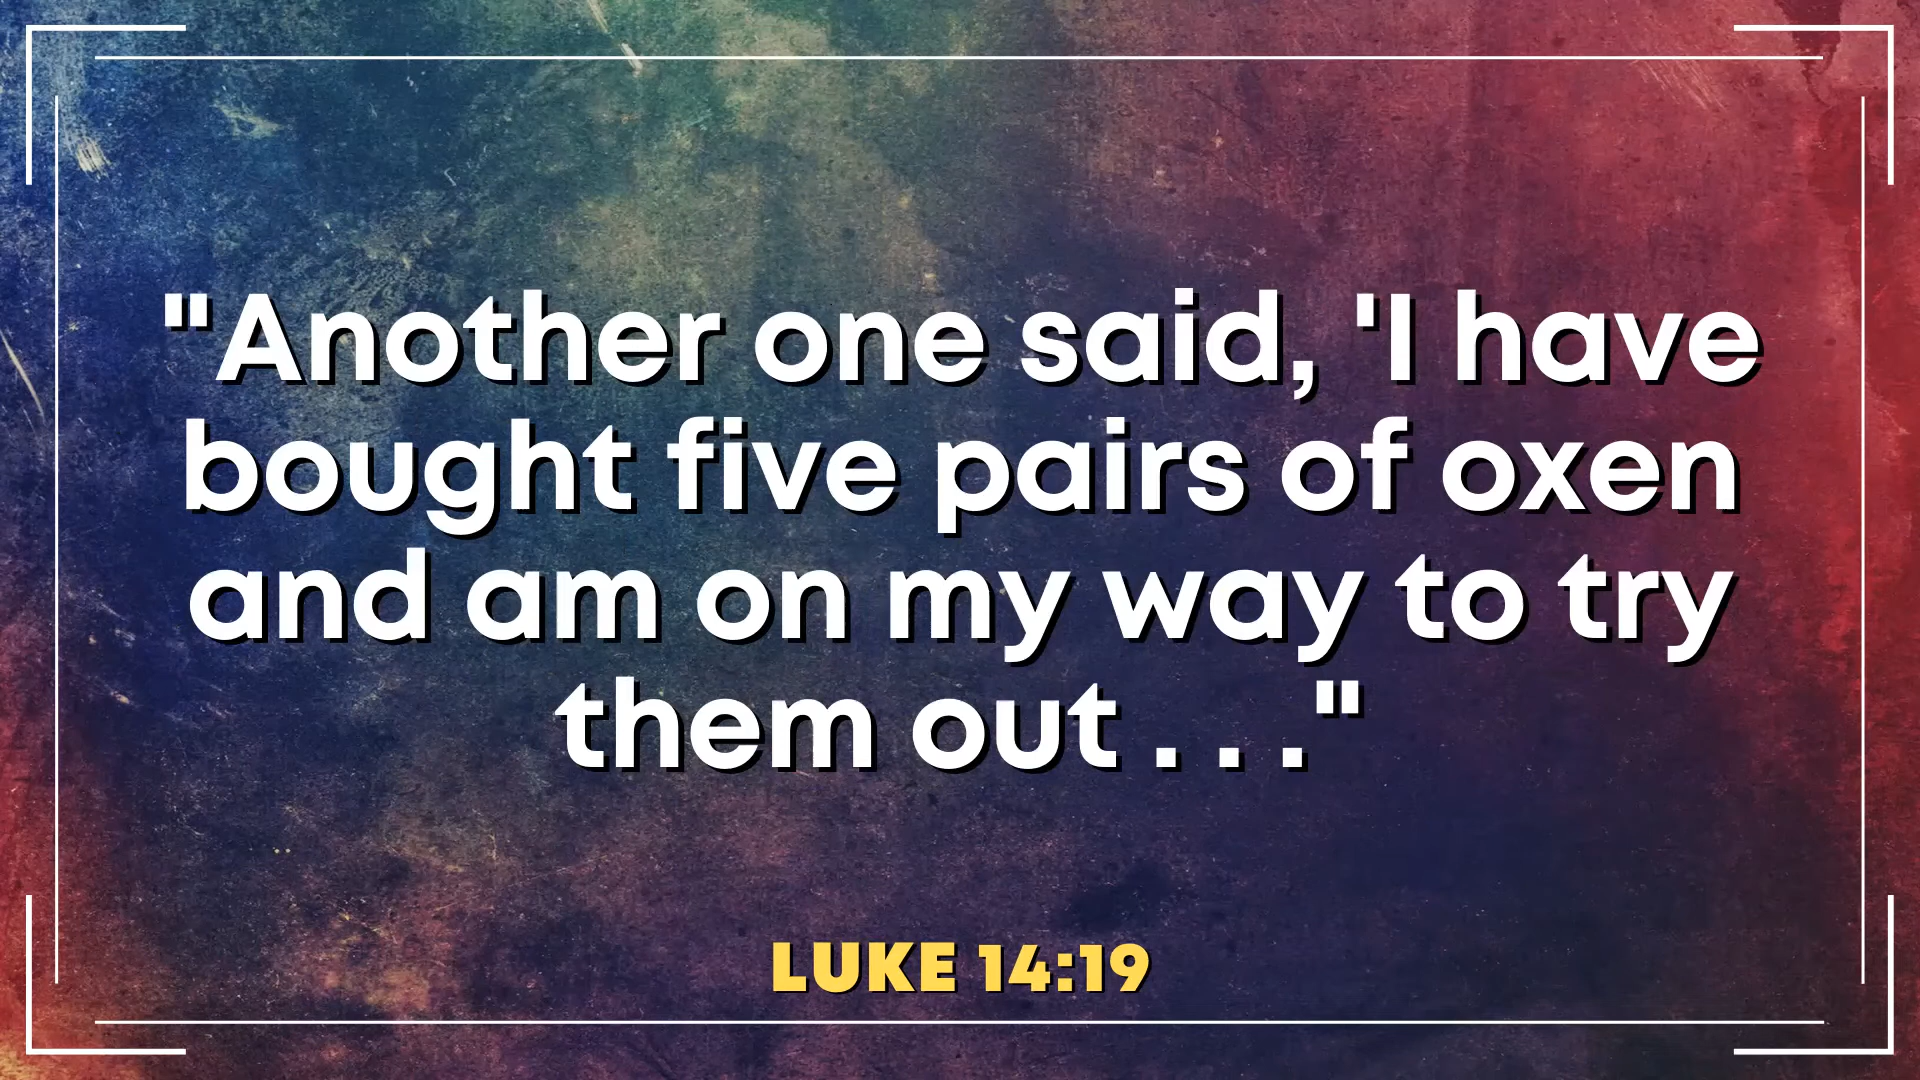 "Another one said, 'I have
bought five pairs of oxen
and am on my way to try
them out . . ."
LUKE 14:19